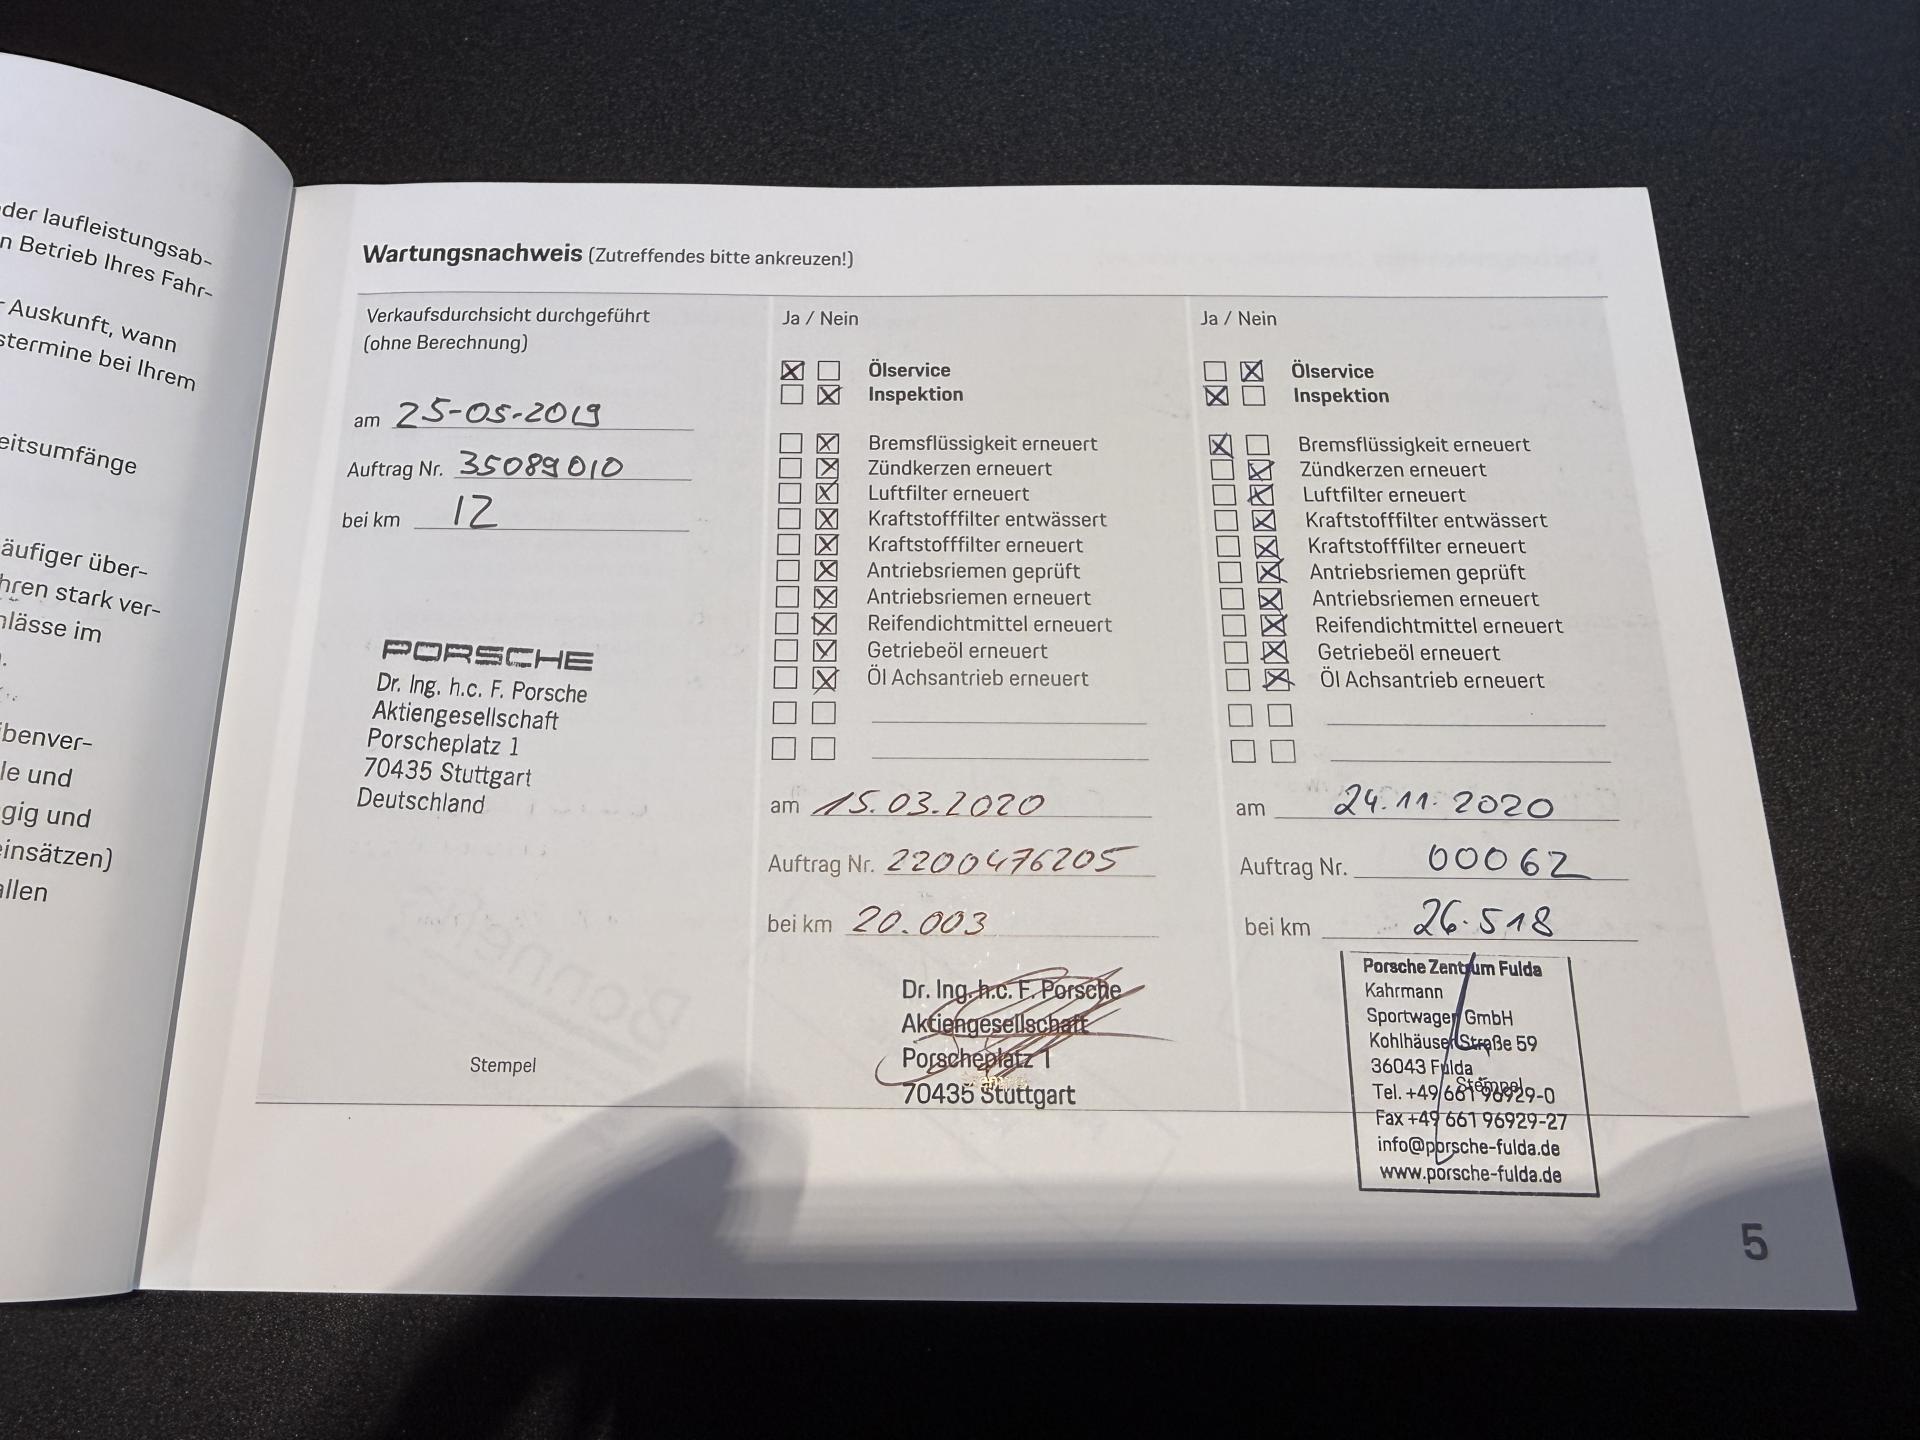 der laufleistungsab-
n Betrieb Ihres Fahr-
r Auskunft, wann
stermine bei Ihrem
eitsumfänge
äufiger über-
hren stark ver-
nlässe im
benver-
le und
gig und
einsätzen)
allen
Wartungsnachweis (Zutreffendes bitte ankreuzen!)
Verkaufsdurchsicht durchgeführt
(ohne Berechnung)
am 25-05-2019
Auftrag Nr. 35089010
bei km 12
PORSCHE
Dr. Ing. h.c. F. Porsche
Aktiengesellschaft
Porscheplatz 1
70435 Stuttgart
Deutschland
Stempel
Ja / Nein
Ölservice
Inspektion
Bremsflüssigkeit erneuert
Zündkerzen erneuert
Luftfilter erneuert
Kraftstofffilter entwässert
Kraftstofffilter erneuert
Antriebsriemen geprüft
Antriebsriemen erneuert
Reifendichtmittel erneuert
Getriebeöl erneuert
Öl Achsantrieb erneuert
am 15.03.2020
Auftrag Nr. 2200476205
bei km 20.003
Dr. Ing. h.c. F. Porsche
Aktiengesellschaft
Porscheplatz 1
70435 Stuttgart
Ja / Nein
Ölservice
Inspektion
Bremsflüssigkeit erneuert
Zündkerzen erneuert
Luftfilter erneuert
Kraftstofffilter entwässert
Kraftstofffilter erneuert
Antriebsriemen geprüft
Antriebsriemen erneuert
Reifendichtmittel erneuert
Getriebeöl erneuert
Öl Achsantrieb erneuert
am 24.11.2020
Auftrag Nr. 00062
bei km 26.518
Porsche Zentrum Fulda
Kahrmann
Sportwagen GmbH
Kohlhäuser Straße 59
36043 Fulda
Stempel
Tel. +49 661 96929-0
Fax +49 661 96929-27
info@porsche-fulda.de
www.porsche-fulda.de
5